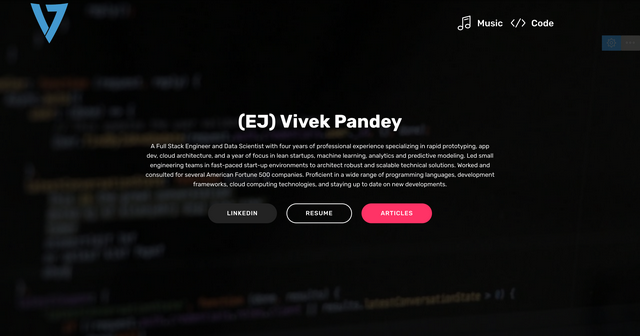 Music
Code
(EJ) Vivek Pandey
A Full Stack Engineer and Data Scientist with four years of professional experience specializing in rapid prototyping, app
dev, cloud architecture, and a year of focus in lean startups, machine learning, analytics and predictive modeling. Led small
engineering teams in fast-paced start-up environments to architect robust and scalable technical solutions. Worked and
consulted for several American Fortune 500 companies. Proficient in a wide range of programming languages, development
frameworks, cloud computing technologies, and staying up to date on new developments.
LINKEDIN
RESUME
ARTICLES
latestConversationState > 0) {